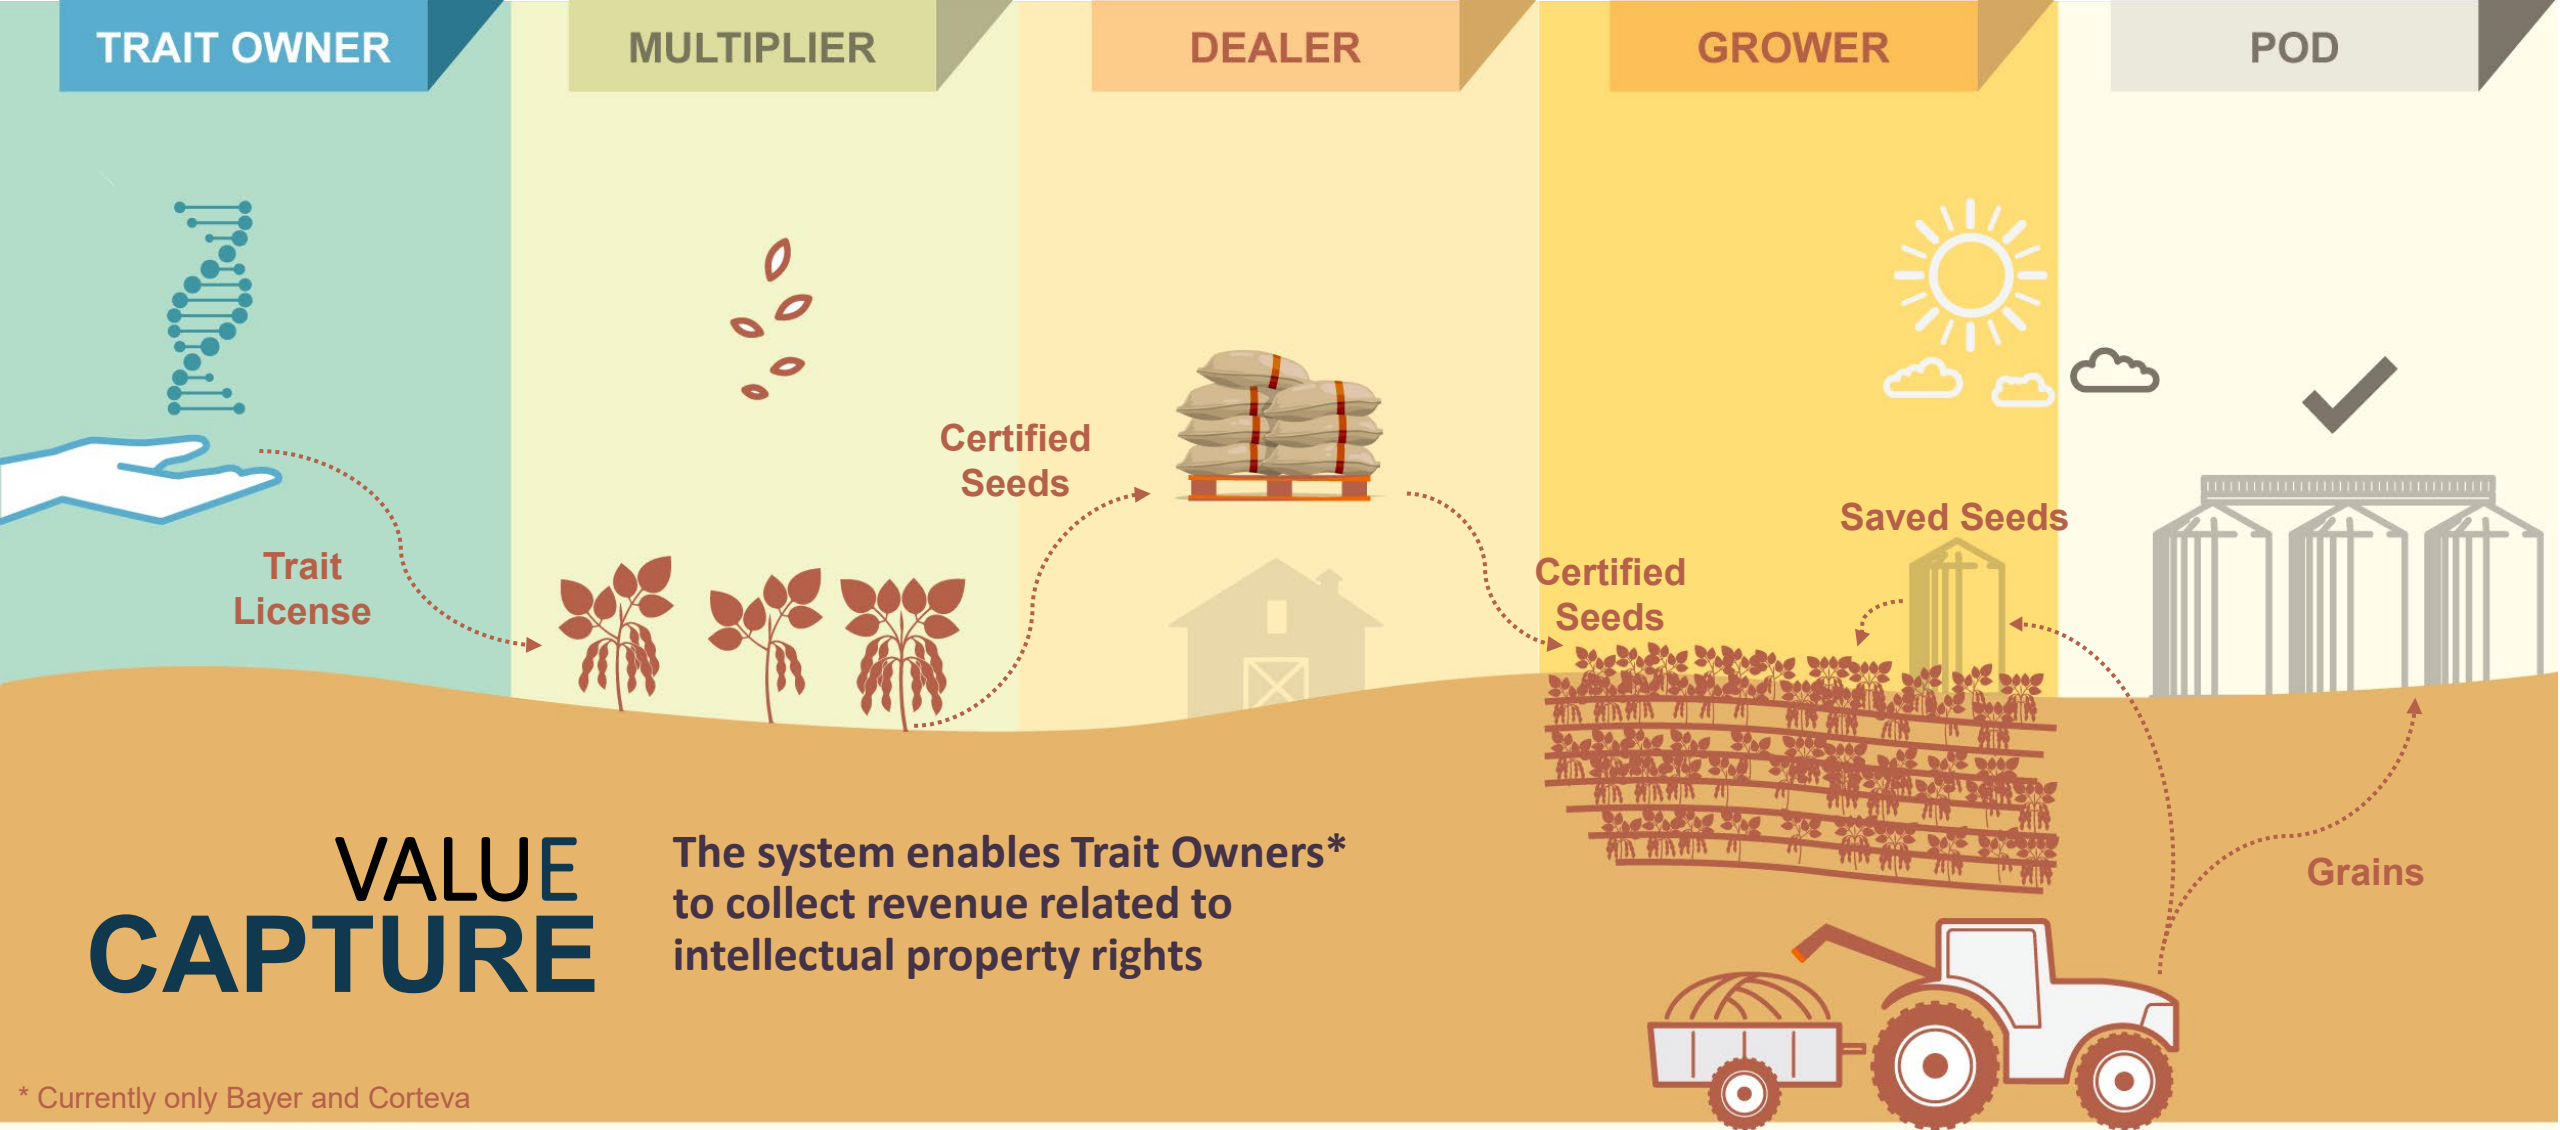 TRAIT OWNER
MULTIPLIER
DEALER
GROWER
POD
Trait
License
Certified
Seeds
Certified
Seeds
Saved Seeds
Grains
VALUE
CAPTURE
The system enables Trait Owners*
to collect revenue related to
intellectual property rights
* Currently only Bayer and Corteva